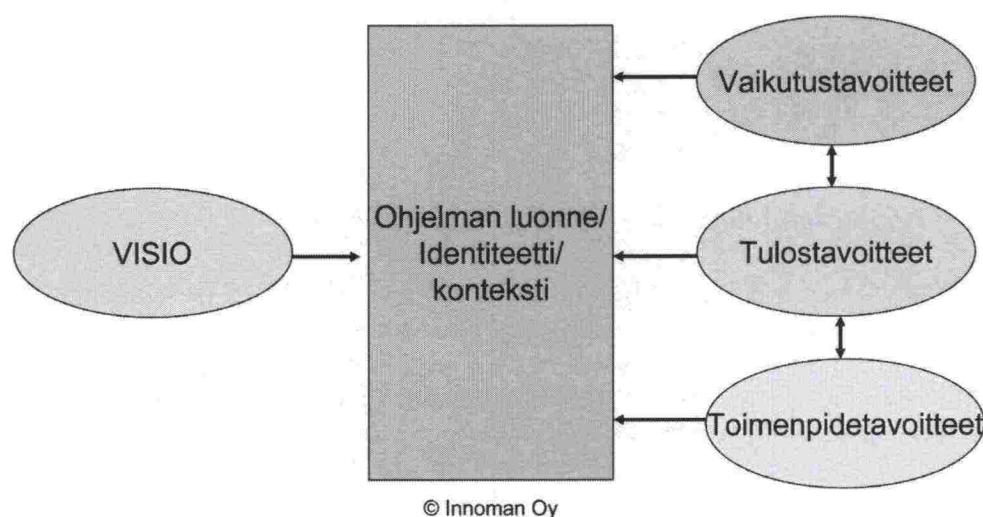 VISIO
Ohjelman luonne/
Identiteetti/
konteksti
Vaikutustavoitteet
Tulostavoitteet
Toimenpidetavoitteet
© Innoman Oy